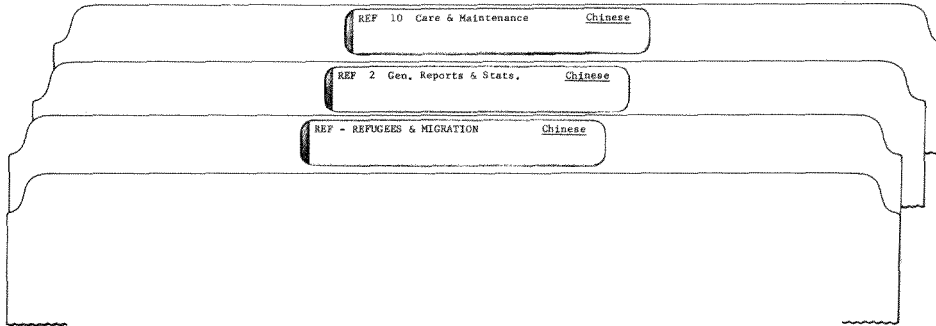 REF 10 Care & Maintenance Chinese
REF 2 Gen. Reports & Stats. Chinese
REF - REFUGEES & MIGRATION Chinese